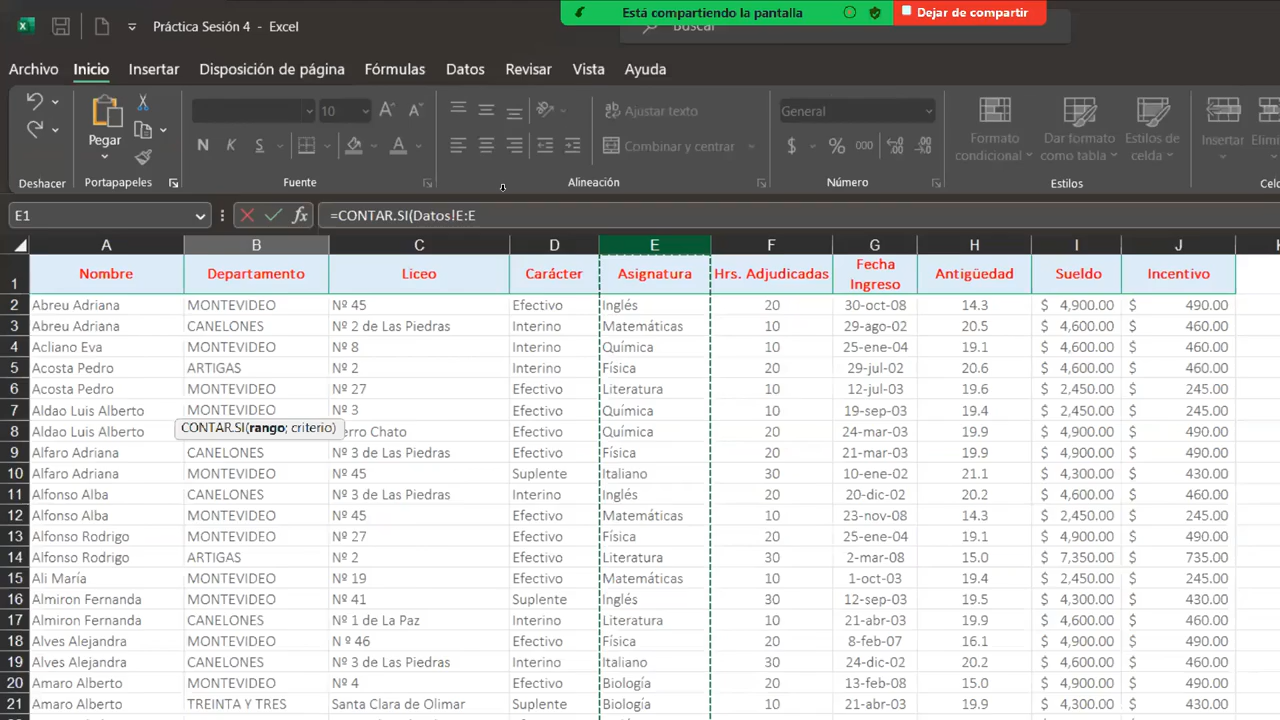 Está compartiendo la pantalla
Dejar de compartir
Práctica Sesión 4 - Excel
Buscar
Archivo Inicio Insertar Disposición de página Fórmulas Datos Revisar Vista Ayuda
10 Ajustar texto General
Pegar N K S A Combinar y centrar $ % 000 Formato condicional Dar formato como tabla Estilos de celda Insertar
Deshacer Portapapeles Fuente Alineación Número Estilos
E1 fx =CONTAR.SI(Datos!E:E
A B C D E F G H I J
1 Nombre Departamento Liceo Carácter Asignatura Hrs. Adjudicadas Fecha Ingreso Antigüedad Sueldo Incentivo
2 Abreu Adriana MONTEVIDEO Nº 45 Efectivo Inglés 20 30-oct-08 14.3 $ 4,900.00 $ 490.00
3 Abreu Adriana CANELONES Nº 2 de Las Piedras Interino Matemáticas 10 29-ago-02 20.5 $ 4,600.00 $ 460.00
4 Acliano Eva MONTEVIDEO Nº 8 Interino Química 10 25-ene-04 19.1 $ 4,600.00 $ 460.00
5 Acosta Pedro ARTIGAS Nº 2 Interino Física 20 29-jul-02 20.6 $ 4,600.00 $ 460.00
6 Acosta Pedro MONTEVIDEO Nº 27 Efectivo Literatura 10 12-jul-03 19.6 $ 2,450.00 $ 245.00
7 Aldao Luis Alberto MONTEVIDEO Nº 3 Efectivo Química 20 19-sep-03 19.4 $ 2,450.00 $ 245.00
CONTAR.SI(rango; criterio)
8 Aldao Luis Alberto erro Chato Efectivo Química 20 24-mar-03 19.9 $ 4,900.00 $ 490.00
9 Alfaro Adriana CANELONES Nº 3 de Las Piedras Efectivo Física 20 21-mar-03 19.9 $ 4,900.00 $ 490.00
10 Alfaro Adriana MONTEVIDEO Nº 45 Suplente Italiano 30 10-ene-02 21.1 $ 4,300.00 $ 430.00
11 Alfonso Alba CANELONES Nº 3 de Las Piedras Interino Inglés 20 20-dic-02 20.2 $ 4,600.00 $ 460.00
12 Alfonso Alba MONTEVIDEO Nº 45 Efectivo Matemáticas 10 23-nov-08 14.3 $ 2,450.00 $ 245.00
13 Alfonso Rodrigo MONTEVIDEO Nº 27 Efectivo Física 20 25-ene-04 19.1 $ 4,900.00 $ 490.00
14 Alfonso Rodrigo ARTIGAS Nº 2 Efectivo Literatura 30 2-mar-08 15.0 $ 7,350.00 $ 735.00
15 Ali María MONTEVIDEO Nº 19 Efectivo Matemáticas 10 1-oct-03 19.4 $ 2,450.00 $ 245.00
16 Almiron Fernanda MONTEVIDEO Nº 41 Suplente Inglés 30 12-sep-03 19.5 $ 4,300.00 $ 430.00
17 Almiron Fernanda CANELONES Nº 1 de La Paz Interino Literatura 10 21-abr-03 19.9 $ 4,600.00 $ 460.00
18 Alves Alejandra MONTEVIDEO N º 46 Efectivo Física 20 8-feb-07 16.1 $ 4,900.00 $ 490.00
19 Alves Alejandra CANELONES Nº 3 de Las Piedras Interino Italiano 30 24-dic-02 20.2 $ 4,600.00 $ 460.00
20 Amaro Alberto MONTEVIDEO Nº 4 Efectivo Biología 20 13-feb-08 15.0 $ 4,900.00 $ 490.00
21 Amaro Alberto TREINTA Y TRES Santa Clara de Olimar Suplente Biología 10 21-abr-03 19.9 $ 4,300.00 $ 430.00